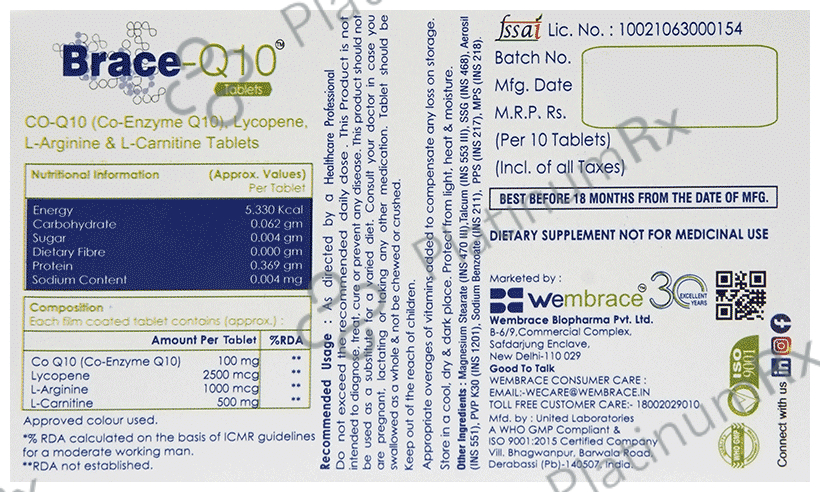 Brace-Q10™
Tablets
CO-Q10 (Co-Enzyme Q10), Lycopene,
L-Arginine & L-Carnitine Tablets
Nutritional Information (Approx. Values)
Per Tablet
Energy 5.330 Kcal
Carbohydrate 0.062 gm
Sugar 0.004 gm
Dietary Fibre 0.000 gm
Protein 0.369 gm
Sodium Content 0.004 mg
Composition :
Each film coated tablet contains (approx.) :
Amount Per Tablet %RDA
Co Q10 (Co-Enzyme Q10) 100 mg **
Lycopene 2500 mcg **
L-Arginine 1000 mcg **
L-Carnitine 500 mg **
Approved colour used.
*% RDA calculated on the basis of ICMR guidelines
for a moderate working man.
**RDA not established.
Recommended Usage : As directed by a Healthcare Professional
Do not exceed the recommended daily dose . This Product is not
intended to diagnose, treat, cure or prevent any disease. This product should not
be used as a substitute for a varied diet. Consult your doctor in case you
are pregnant, lactating or taking any other medication. Tablet should be
swallowed as a whole & not be chewed or crushed.
Keep out of the reach of children.
Appropriate overages of vitamins added to compensate any loss on storage.
Store in a cool, dry & dark place. Protect from light, heat & moisture.
Other Ingredients : Magnesium Stearate (INS 470 III),Talcum (INS 553 III), SSG (INS 468), Aerosil
(INS 551), PVP K30 (INS 1201), Sodium Benzoate (INS 211), PPS (INS 217), MPS (INS 218).
fssai Lic. No. : 10021063000154
Batch No.
Mfg. Date
M.R.P. Rs.
(Per 10 Tablets)
(Incl. of all Taxes)
BEST BEFORE 18 MONTHS FROM THE DATE OF MFG.
DIETARY SUPPLEMENT NOT FOR MEDICINAL USE
Marketed by :
wembrace™ 30 EXCELLENT YEARS
Wembrace Biopharma Pvt. Ltd.
B-6/9,Commercial Complex,
Safdarjung Enclave,
New Delhi-110 029
Good To Talk
WEMBRACE CONSUMER CARE :
EMAIL:-WECARE@WEMBRACE.IN
TOLL FREE CUSTOMER CARE:- 18002029010
Mfd. by : United Laboratories
A WHO GMP Compliant &
ISO 9001:2015 Certified Company
Vill. Bhagwanpur, Barwala Road,
Derabassi (Pb)-140507, India.
ISO 9001
WHO GMP
Connect with us
PlatinumRx
PlatinumRx
PlatinumRx